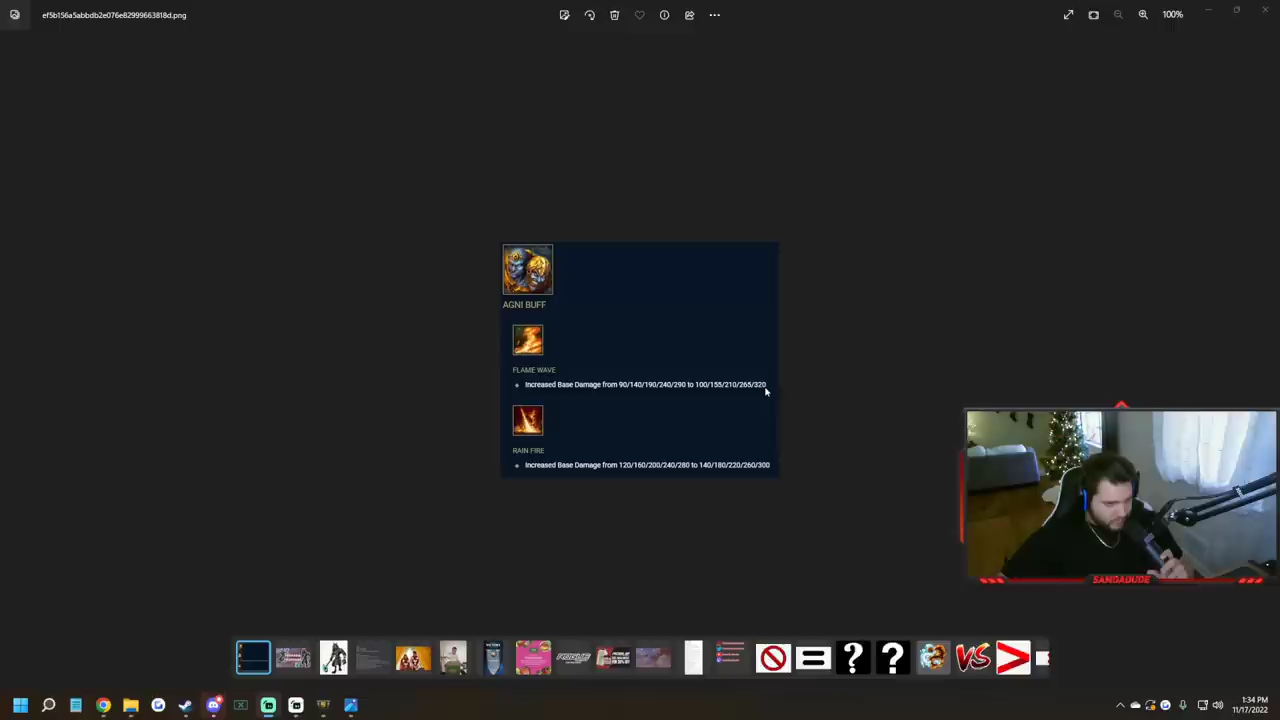 ef5b156a5abbdb2e076e82999663818d.png
100%
AGNI BUFF
FLAME WAVE
Increased Base Damage from 90/140/190/240/290 to 100/155/210/265/320
RAIN FIRE
Increased Base Damage from 120/160/200/240/280 to 140/180/220/260/300
SAMDADUDE
VS
1:34 PM
11/17/2022